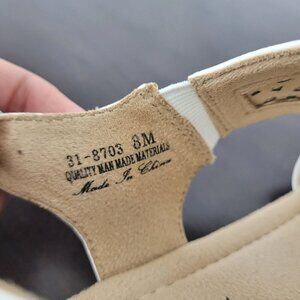 31-8703 8M
QUALITY MAN MADE MATERIALS
Made In China